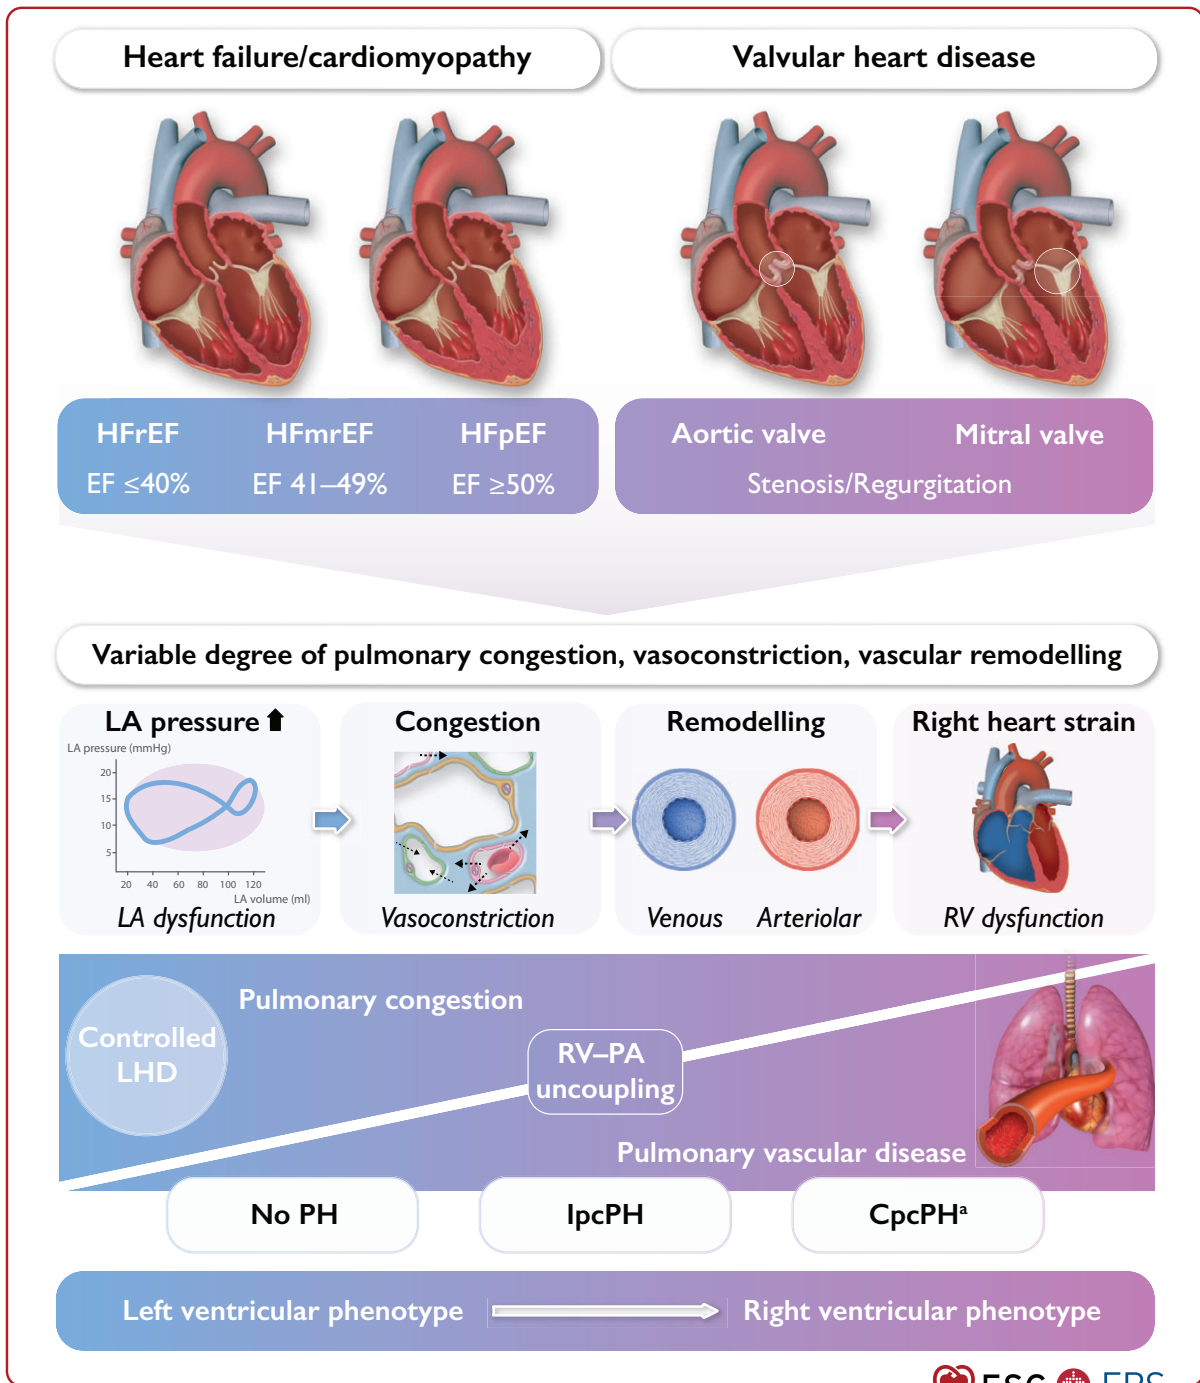 Heart failure/cardiomyopathy
Valvular heart disease
HFrEF
HFmrEF
HFpEF
EF ≤40%
EF 41–49%
EF ≥50%
Aortic valve
Mitral valve
Stenosis/Regurgitation
Variable degree of pulmonary congestion, vasoconstriction, vascular remodelling
LA pressure
LA pressure (mmHg)
20
15
10
5
20 40 60 80 100 120
LA volume (ml)
LA dysfunction
Congestion
Vasoconstriction
Remodelling
Venous
Arteriolar
Right heart strain
RV dysfunction
Controlled
LHD
Pulmonary congestion
RV–PA
uncoupling
Pulmonary vascular disease
No PH
IpcPH
CpcPHᵃ
Left ventricular phenotype
Right ventricular phenotype
ESC
ERS